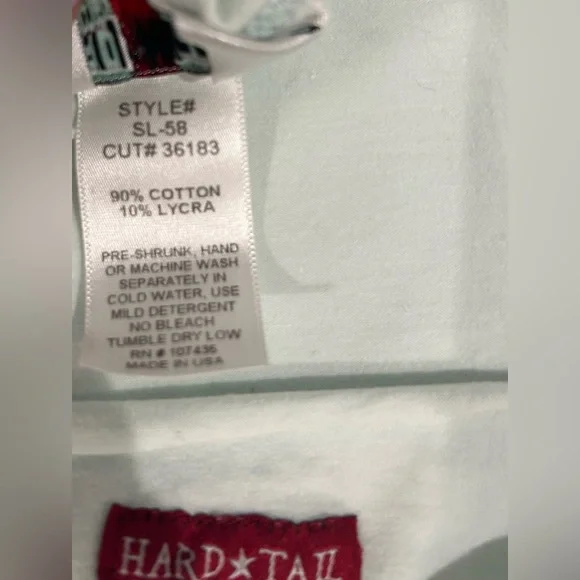 STYLE#
SL-58
CUT# 36183
90% COTTON
10% LYCRA
PRE-SHRUNK, HAND
OR MACHINE WASH
SEPARATELY IN
COLD WATER, USE
MILD DETERGENT
NO BLEACH
TUMBLE DRY LOW
RN # 107436
MADE IN USA
HARD★TAIL